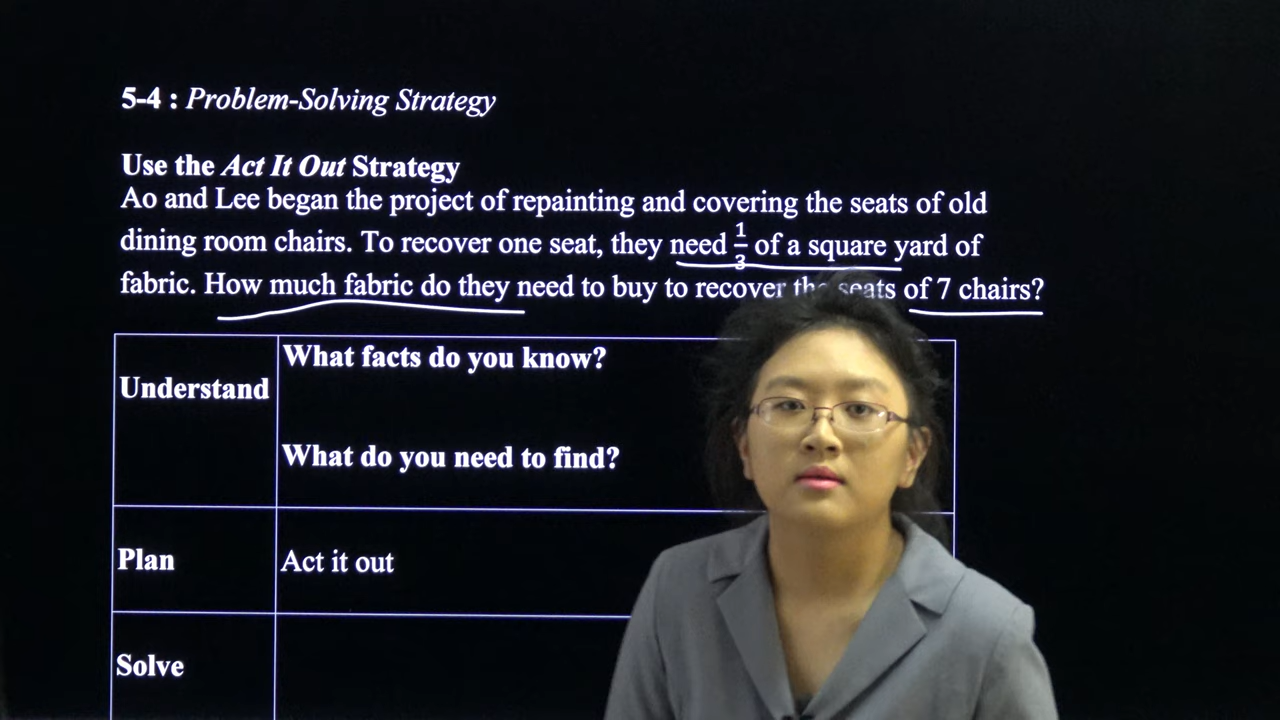 5-4 : Problem-Solving Strategy
Use the Act It Out Strategy
Ao and Lee began the project of repainting and covering the seats of old
dining room chairs. To recover one seat, they need 1/3 of a square yard of
fabric. How much fabric do they need to buy to recover the seats of 7 chairs?
Understand
What facts do you know?
What do you need to find?
Plan
Act it out
Solve